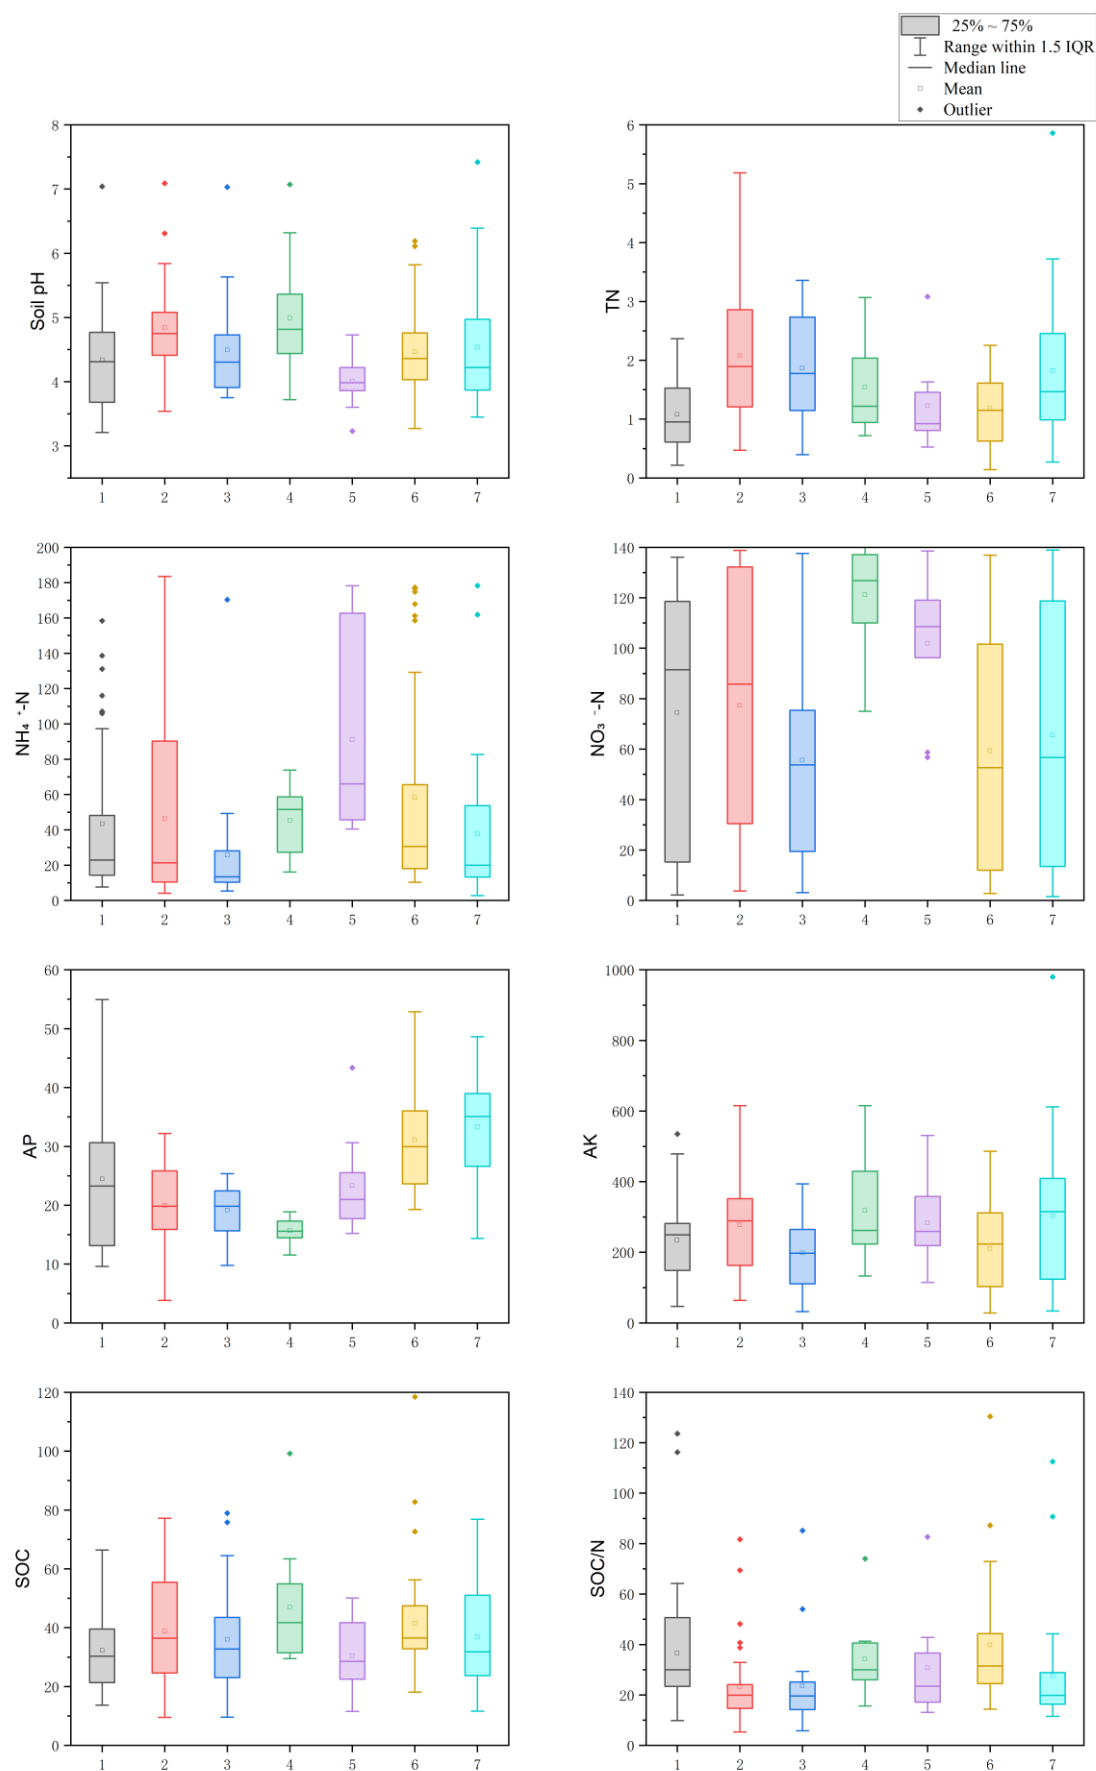 25% ~ 75%
Range within 1.5 IQR
Median line
Mean
Outlier
8
7
6
5
4
3
Soil pH
1 2 3 4 5 6 7
6
5
4
3
2
1
0
TN
1 2 3 4 5 6 7
200
180
160
140
120
100
80
60
40
20
0
NH₄ ⁺-N
1 2 3 4 5 6 7
140
120
100
80
60
40
20
0
NO₃ ⁻-N
1 2 3 4 5 6 7
60
50
40
30
20
10
0
AP
1 2 3 4 5 6 7
1000
800
600
400
200
0
AK
1 2 3 4 5 6 7
120
100
80
60
40
20
0
SOC
1 2 3 4 5 6 7
140
120
100
80
60
40
20
0
SOC/N
1 2 3 4 5 6 7